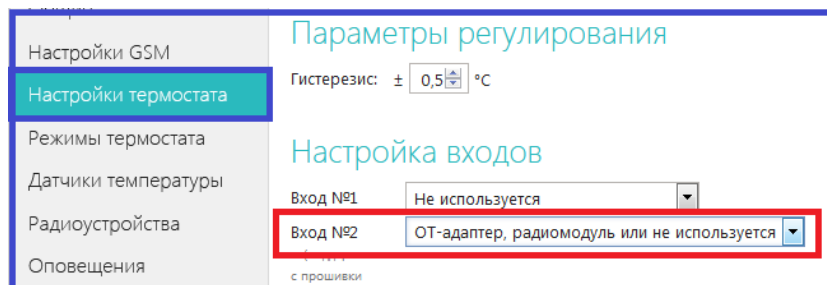 Настройки GSM
Настройки термостата
Режимы термостата
Датчики температуры
Радиоустройства
Оповещения
Параметры регулирования
Гистерезис: ± 0,5 °C
Настройка входов
Вход №1 Не используется
Вход №2 ОТ-адаптер, радиомодуль или не используется
с прошивки